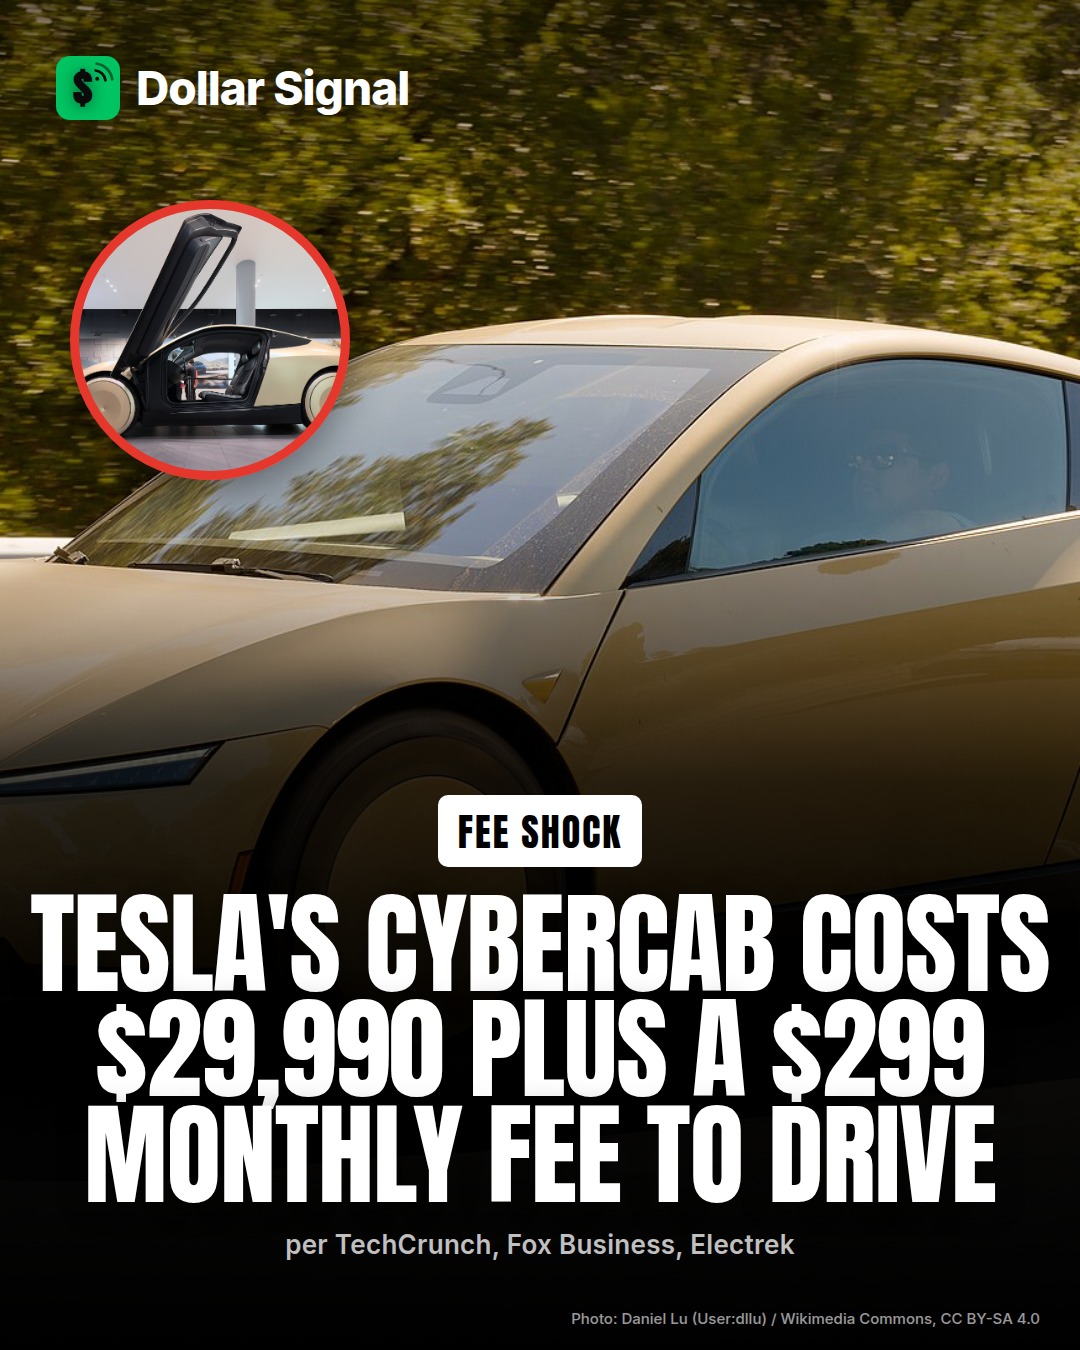 Dollar Signal
FEE SHOCK
TESLA'S CYBERCAB COSTS
$29,990 PLUS A $299
MONTHLY FEE TO DRIVE
per TechCrunch, Fox Business, Electrek
Photo: Daniel Lu (User:dllu) / Wikimedia Commons, CC BY-SA 4.0